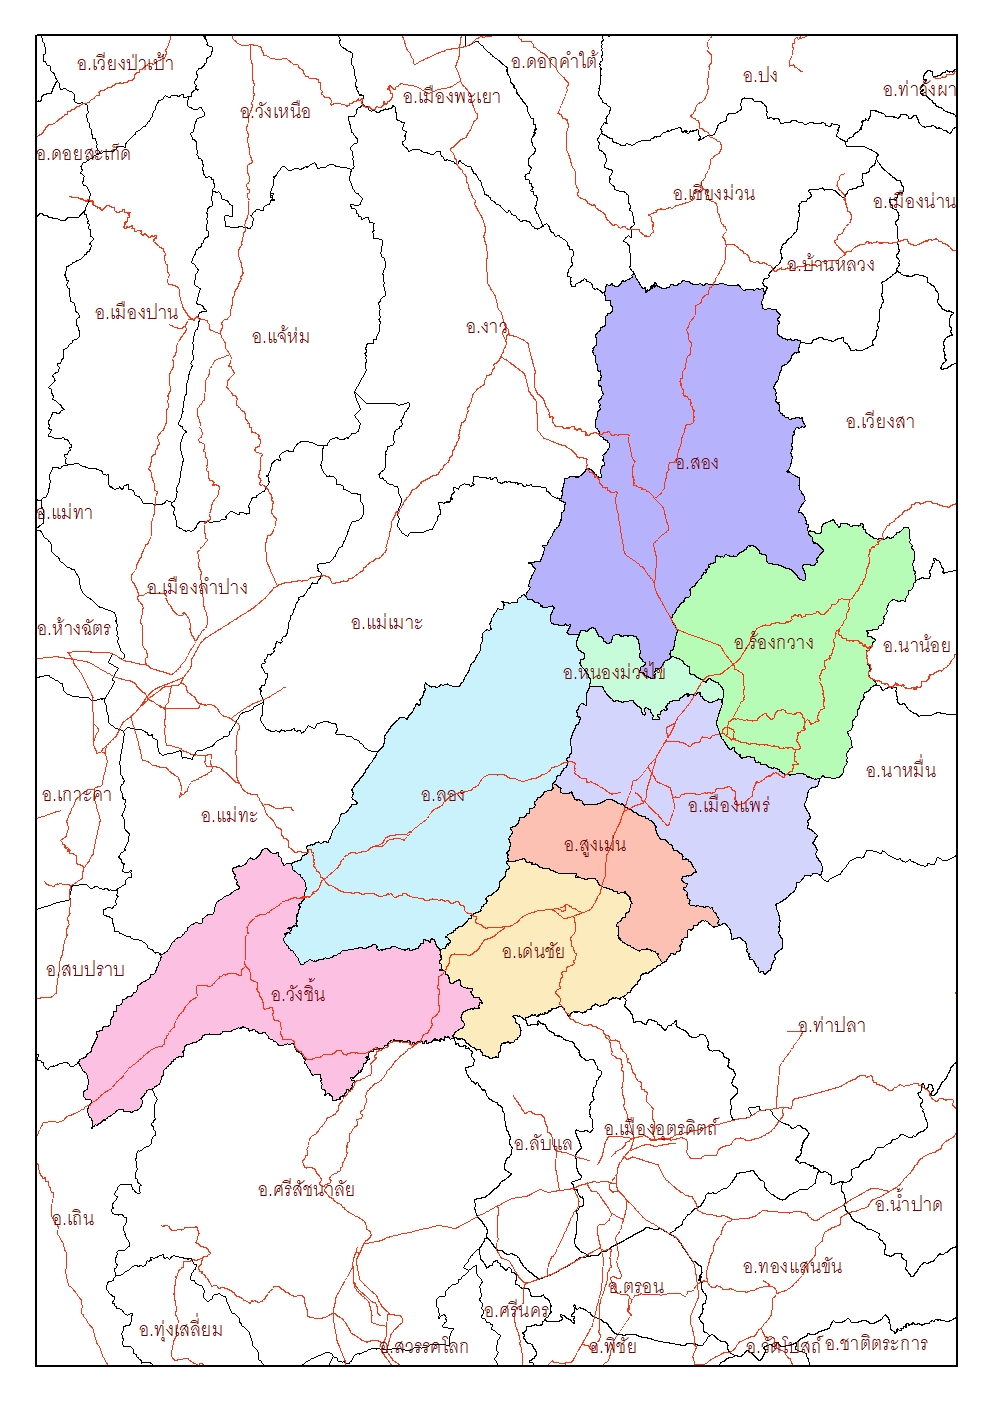 อ.เวียงป่าเป้า
อ.ดอกคำใต้
อ.ปง
อ.ท่าวังผา
อ.เมืองพะเยา
อ.วังเหนือ
อ.ดอยสะเก็ด
อ.เชียงม่วน
อ.เมืองน่าน
อ.บ้านหลวง
อ.เมืองปาน
อ.งาว
อ.แจ้ห่ม
อ.เวียงสา
อ.สอง
อ.แม่ทา
อ.เมืองลำปาง
อ.แม่เมาะ
อ.ห้างฉัตร
อ.ร้องกวาง
อ.นาน้อย
อ.หนองม่วงไข
อ.นาหมื่น
อ.เกาะคา
อ.ลอง
อ.เมืองแพร่
อ.แม่ทะ
อ.สูงเม่น
อ.เด่นชัย
อ.สบปราบ
อ.วังชิ้น
อ.ท่าปลา
อ.เมืองอุตรดิตถ์
อ.ลับแล
อ.ศรีสัชนาลัย
อ.น้ำปาด
อ.เถิน
อ.ทองแสนขัน
อ.ตรอน
อ.ศรีนคร
อ.ทุ่งเสลี่ยม
อ.สวรรคโลก
อ.พิชัย
อ.วัดโบสถ์
อ.ชาติตระการ